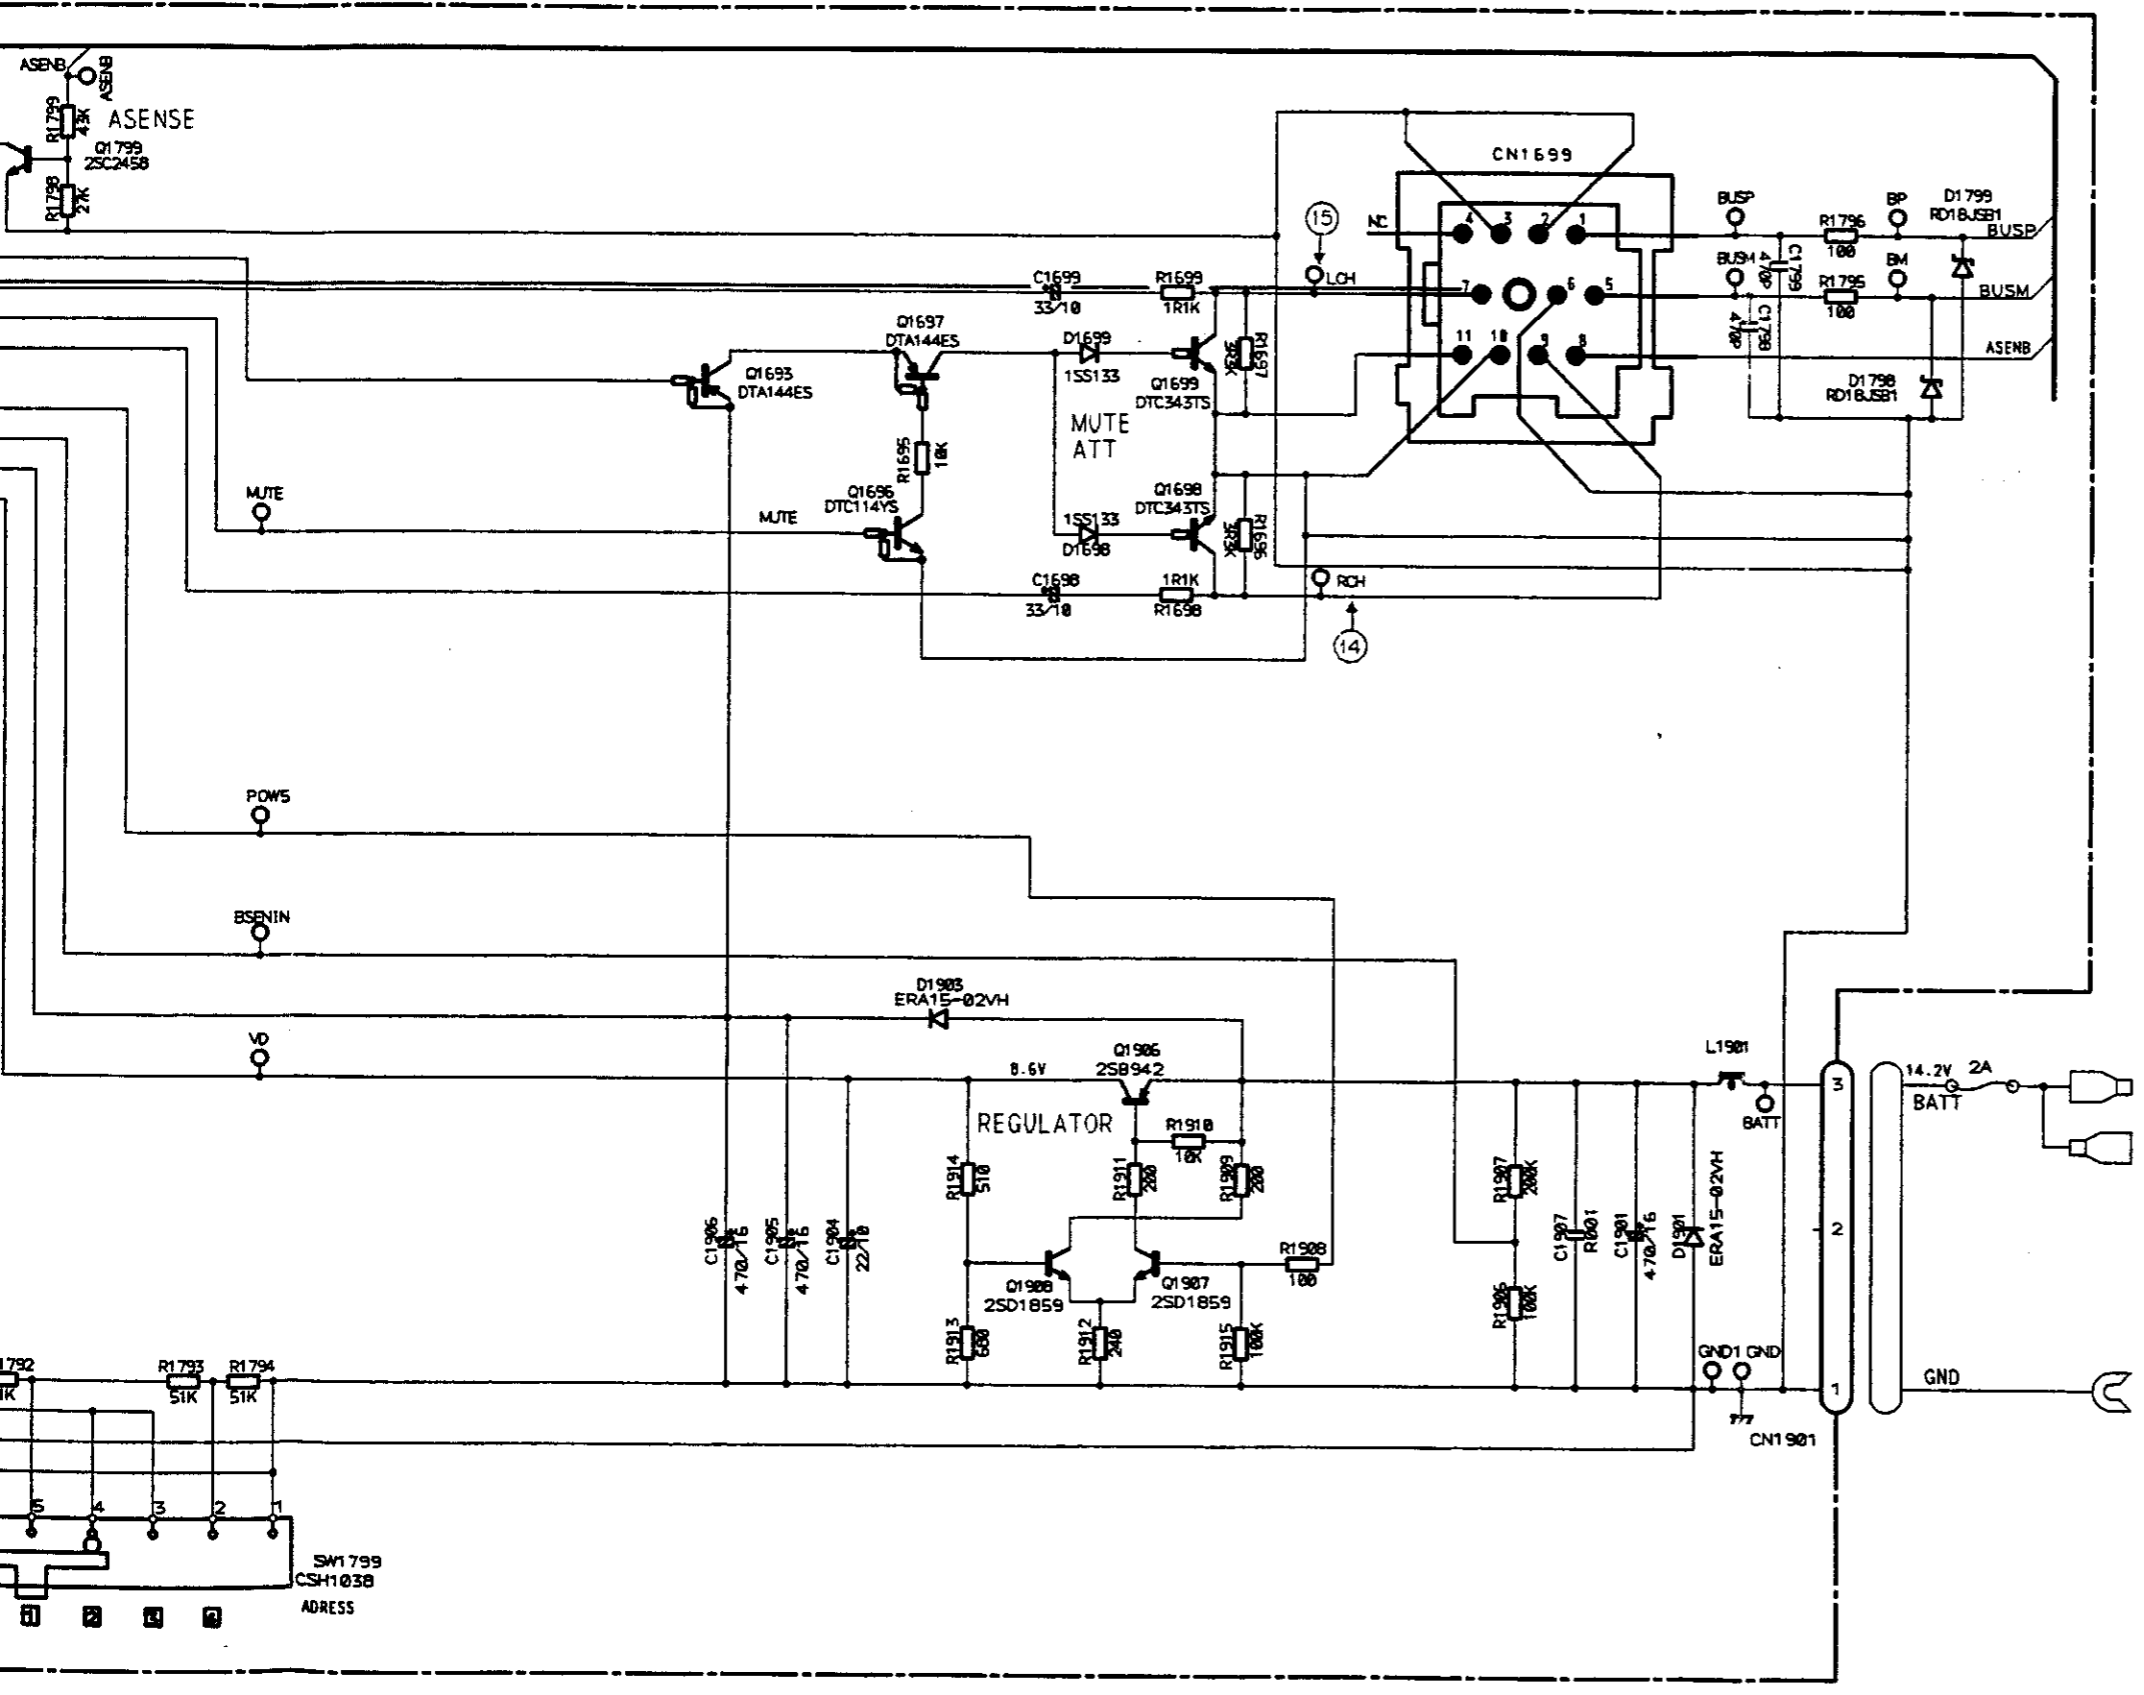 ASENB
ASENB
R1799
43K
ASENSE
Q1799
2SC2458
R1798
27K
CN1699
NC
4
3
2
1
7
6
5
11
10
9
8
15
LCH
C1699
33/10
R1699
1R1K
BUSP
BP
D1799
RD18JSB1
R1796
100
BUSP
C1799
470P
BUSM
BM
R1795
100
BUSM
C1798
470P
ASENB
D1798
RD18JSB1
Q1697
DTA144ES
Q1693
DTA144ES
D1699
1SS133
Q1699
DTC343TS
R1697
3R3K
MUTE
ATT
R1695
10K
Q1696
DTC114YS
MUTE
MUTE
1SS133
D1698
Q1698
DTC343TS
R1696
3R3K
C1698
33/10
1R1K
R1698
RCH
14
POWS
BSENIN
D1903
ERA15-02VH
VD
8.6V
Q1906
2SB942
REGULATOR
R1910
10K
R1914
510
R1911
200
R1909
200
C1906
470/16
C1905
470/16
C1904
22/10
Q1908
2SD1859
Q1907
2SD1859
R1908
100
R1913
680
R1912
240
R1915
100K
R1907
200K
R1906
100K
C1907
R001
C1901
470/16
D1901
ERA15-02VH
L1901
BATT
3
2
1
14.2V
2A
BATT
GND1
GND
GND
CN1901
1792
1K
R1793
51K
R1794
51K
5
4
3
2
1
SW1799
CSH1038
ADRESS
1
2
3